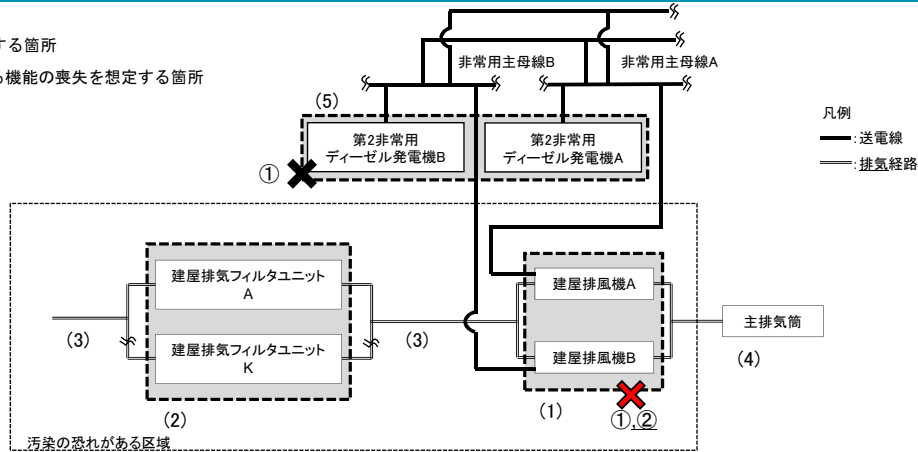 する箇所
る機能の喪失を想定する箇所
非常用主母線B
非常用主母線A
凡例
:送電線
:排気経路
(5)
第2非常用
ディーゼル発電機B
第2非常用
ディーゼル発電機A
①
建屋排気フィルタユニット
A
建屋排気フィルタユニット
K
(3)
(3)
(2)
建屋排風機A
建屋排風機B
(1)
①,②
主排気筒
(4)
汚染の恐れがある区域